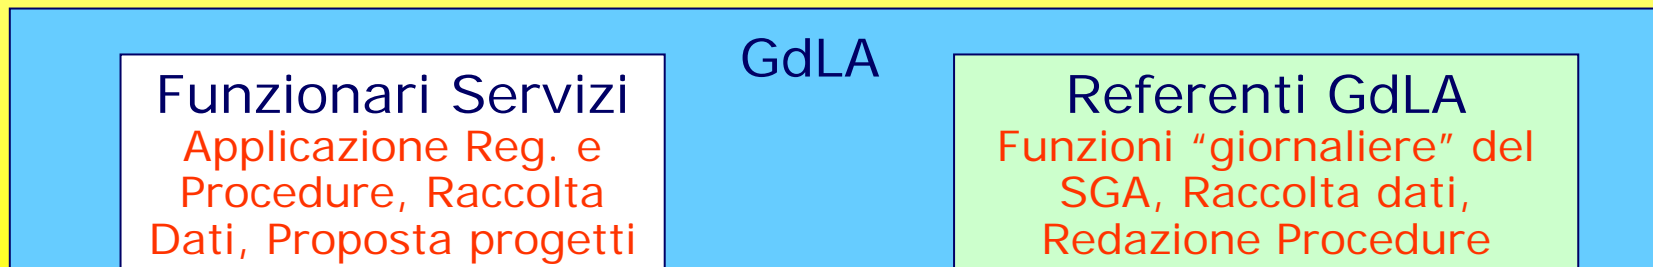 GdLA
Funzionari Servizi
Applicazione Reg. e
Procedure, Raccolta
Dati, Proposta progetti
Referenti GdLA
Funzioni “giornaliere” del
SGA, Raccolta dati,
Redazione Procedure